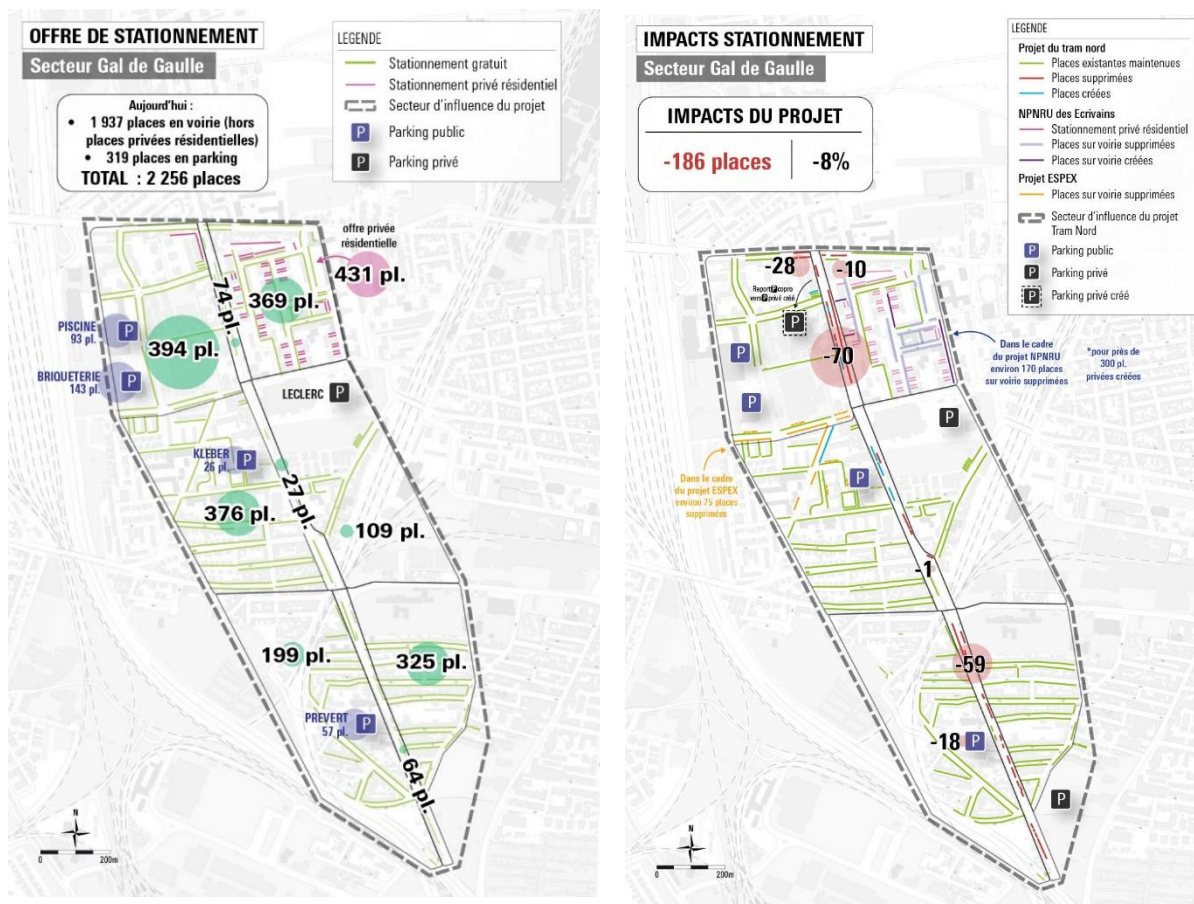 OFFRE DE STATIONNEMENT
Secteur Gal de Gaulle
Aujourd'hui :
• 1 937 places en voirie (hors
places privées résidentielles)
• 319 places en parking
TOTAL : 2 256 places
LEGENDE
Stationnement gratuit
Stationnement privé résidentiel
Secteur d'influence du projet
P Parking public
P Parking privé
offre privée
résidentielle
431 pl.
74 pl.
369 pl.
PISCINE
93 pl.
P
394 pl.
BRIQUETERIE
143 pl.
P
LECLERC P
KLEBER
26 pl.
P
27 pl.
376 pl.
109 pl.
199 pl.
325 pl.
PREVERT
57 pl.
P
64 pl.
N
0 200m
IMPACTS STATIONNEMENT
Secteur Gal de Gaulle
IMPACTS DU PROJET
-186 places -8%
LEGENDE
Projet du tram nord
Places existantes maintenues
Places supprimées
Places créées
NPNRU des Ecrivains
Stationnement privé résidentiel
Places sur voirie supprimées
Places sur voirie créées
Projet ESPEX
Places sur voirie supprimées
Secteur d'influence du projet
Tram Nord
P Parking public
P Parking privé
P Parking privé créé
-28
-10
Report P copro
vers P privé créé
P
-70
P
P
Dans le cadre
du projet NPNRU
environ 170 places
sur voirie supprimées
*pour près de
300 pl.
privées créées
P
P
Dans le cadre
du projet ESPEX
environ 75 places
supprimées
-1
-59
-18 P
P
N
0 200m